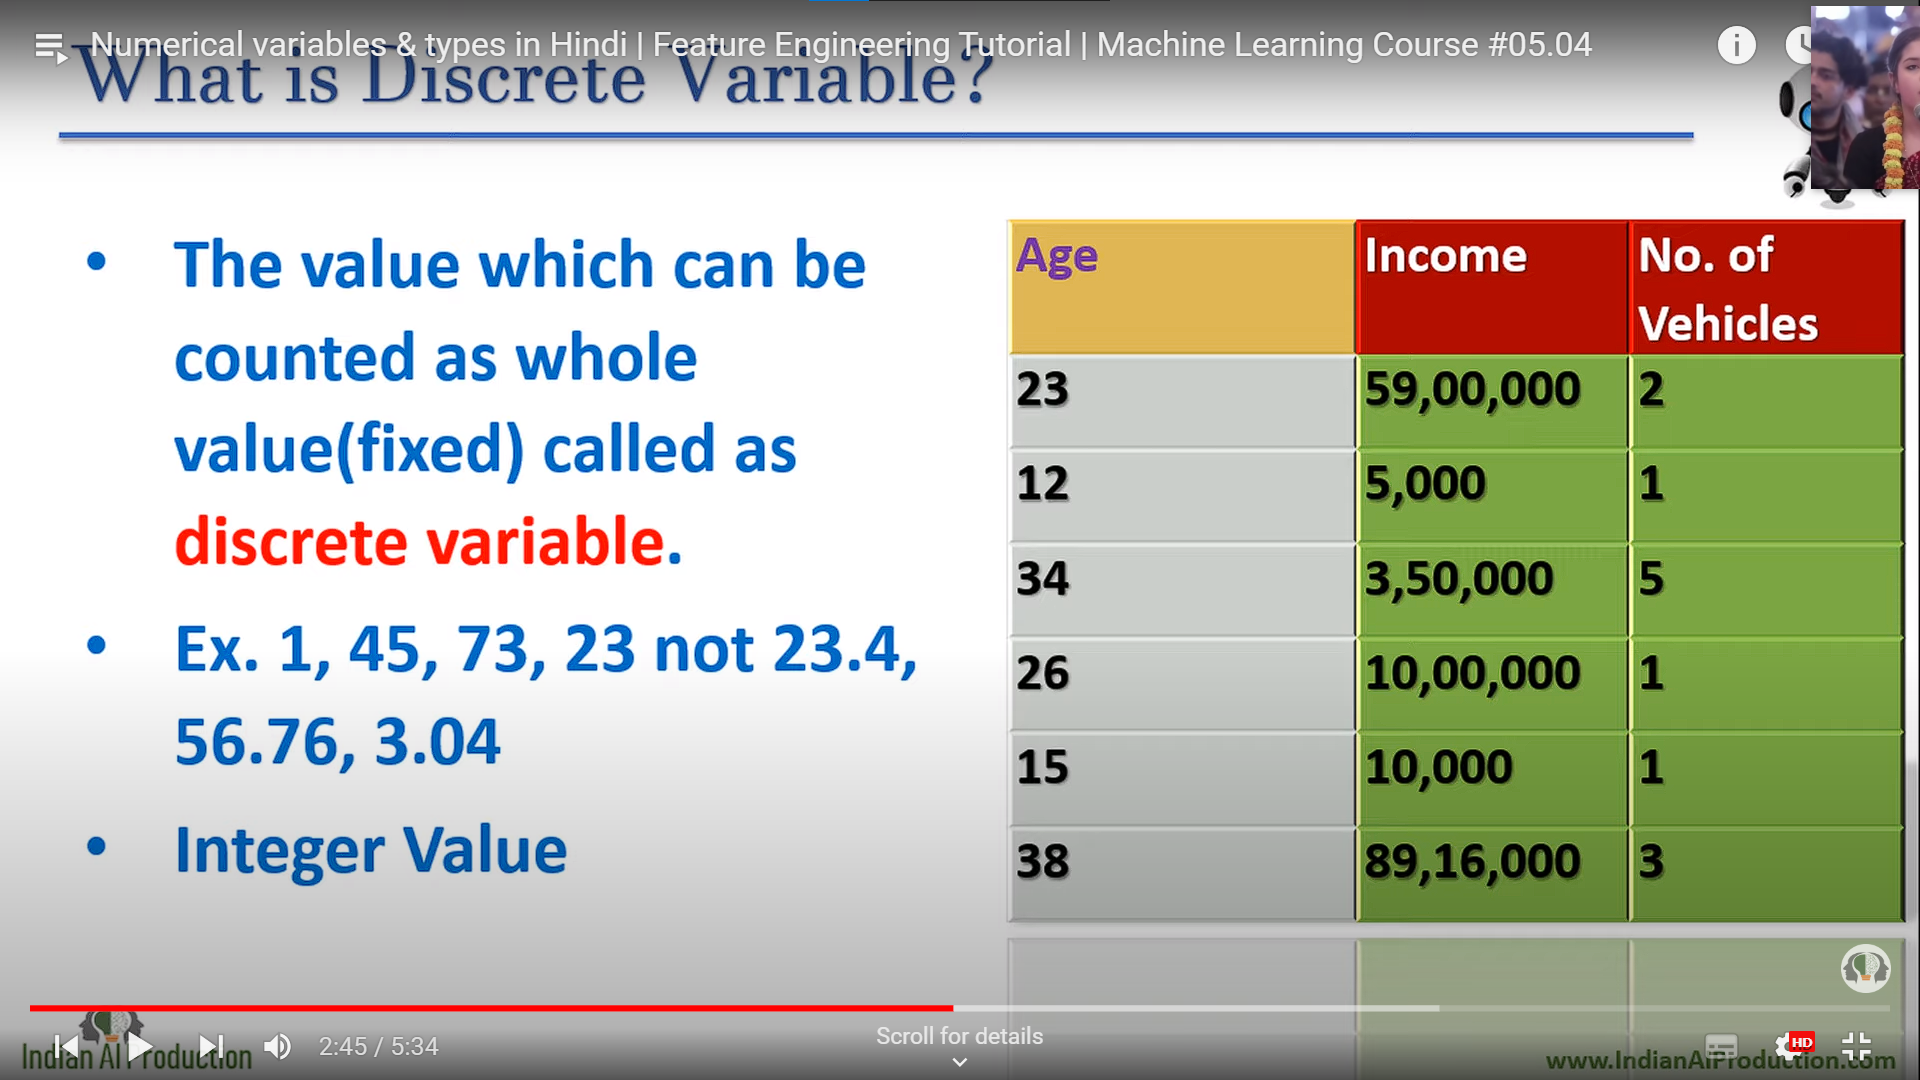 Numerical variables & types in Hindi | Feature Engineering Tutorial | Machine Learning Course #05.04
What is Discrete Variable?
• The value which can be
counted as whole
value(fixed) called as
discrete variable.
• Ex. 1, 45, 73, 23 not 23.4,
56.76, 3.04
• Integer Value
Age Income No. of
Vehicles
23 59,00,000 2
12 5,000 1
34 3,50,000 5
26 10,00,000 1
15 10,000 1
38 89,16,000 3
Scroll for details
2:45 / 5:34
HD
Indian AI Production
www.IndianAIProduction.com